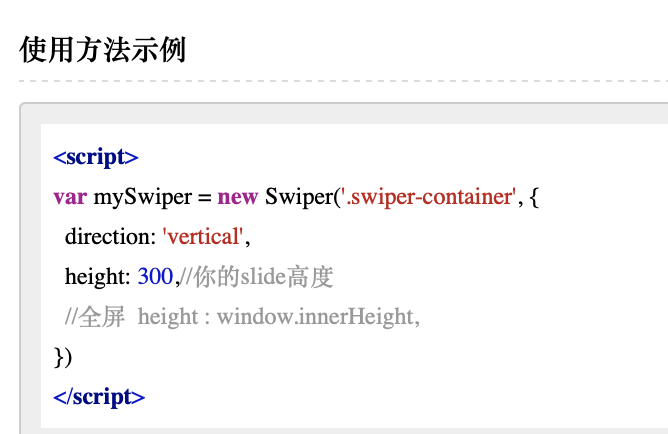 使用方法示例
<script>
var mySwiper = new Swiper('.swiper-container', {
direction: 'vertical',
height: 300,//你的slide高度
//全屏 height : window.innerHeight,
})
</script>